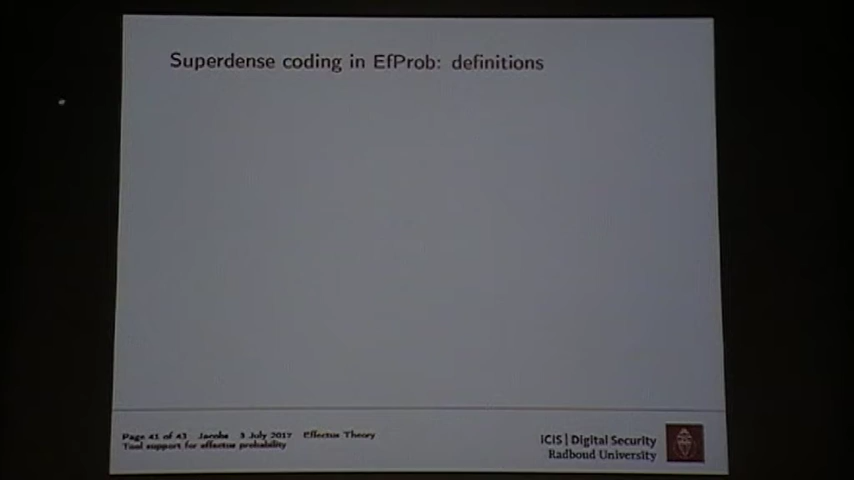 Superdense coding in EfProb: definitions
Page 41 of 43 Jacobs 3 July 2017 Effectus Theory
Tool support for effectus probability
iCIS | Digital Security
Radboud University